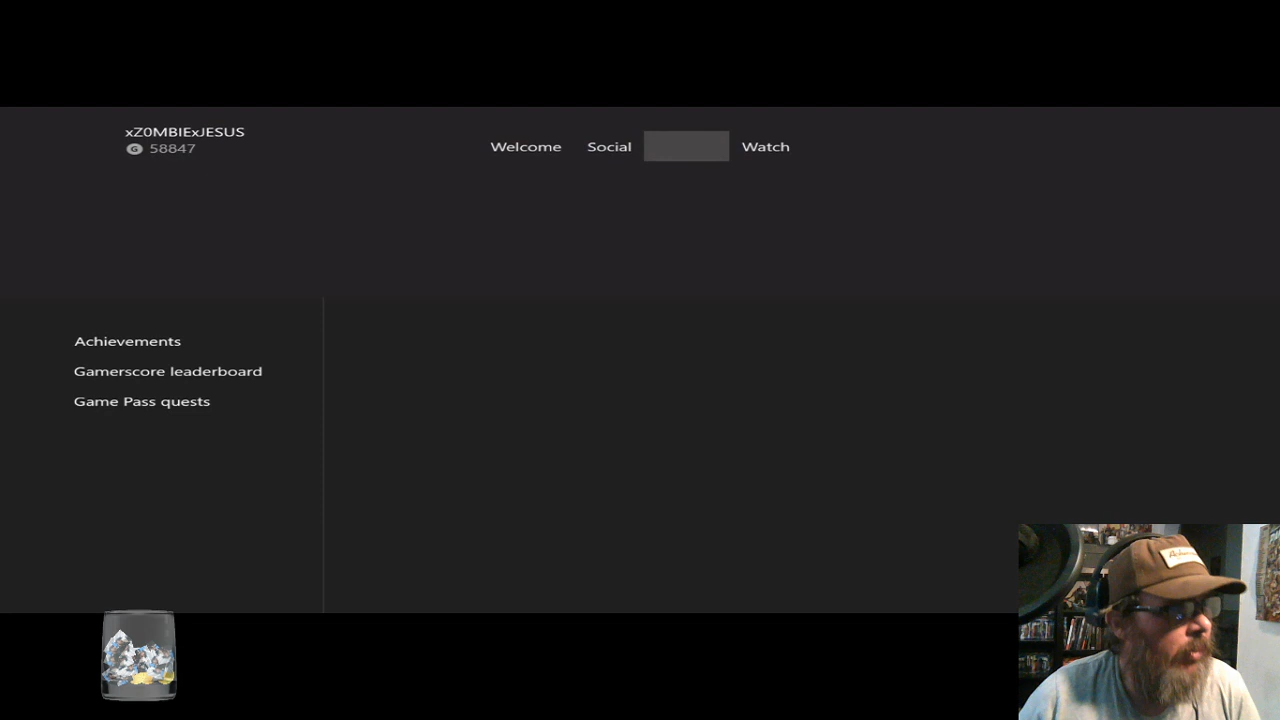 xZ0MBIExJESUS
G 58847
Welcome
Social
Watch
Achievements
Gamerscore leaderboard
Game Pass quests